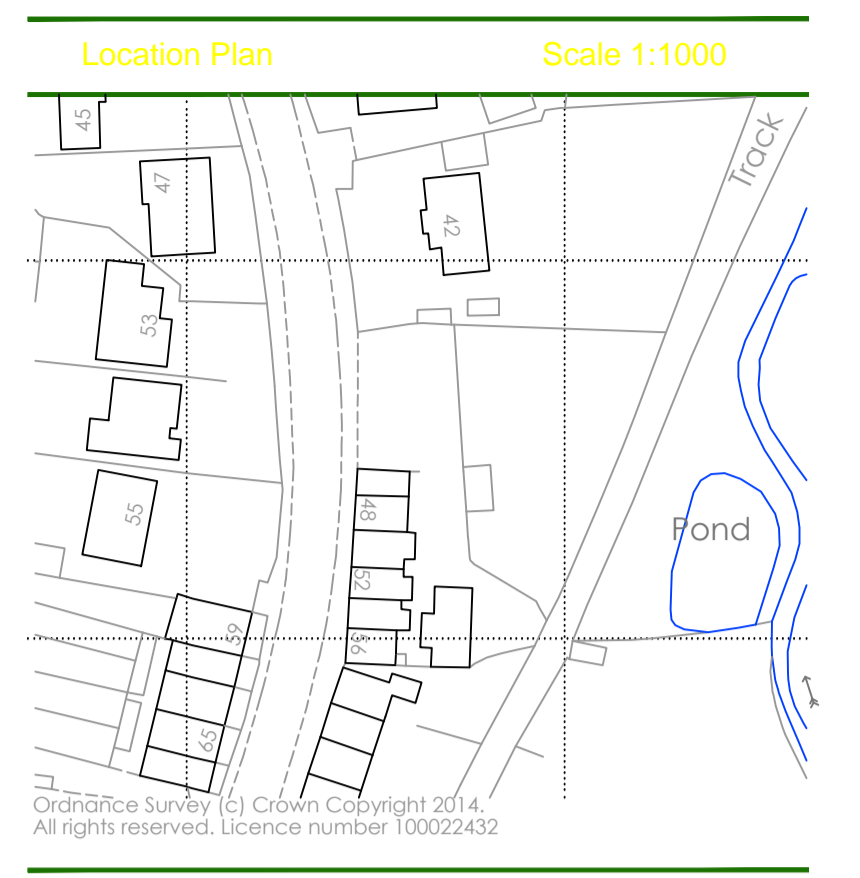 Location Plan Scale 1:1000
Track
45
47
42
53
48
55
Pond
52
59
56
65
Ordnance Survey (c) Crown Copyright 2014.
All rights reserved. Licence number 100022432